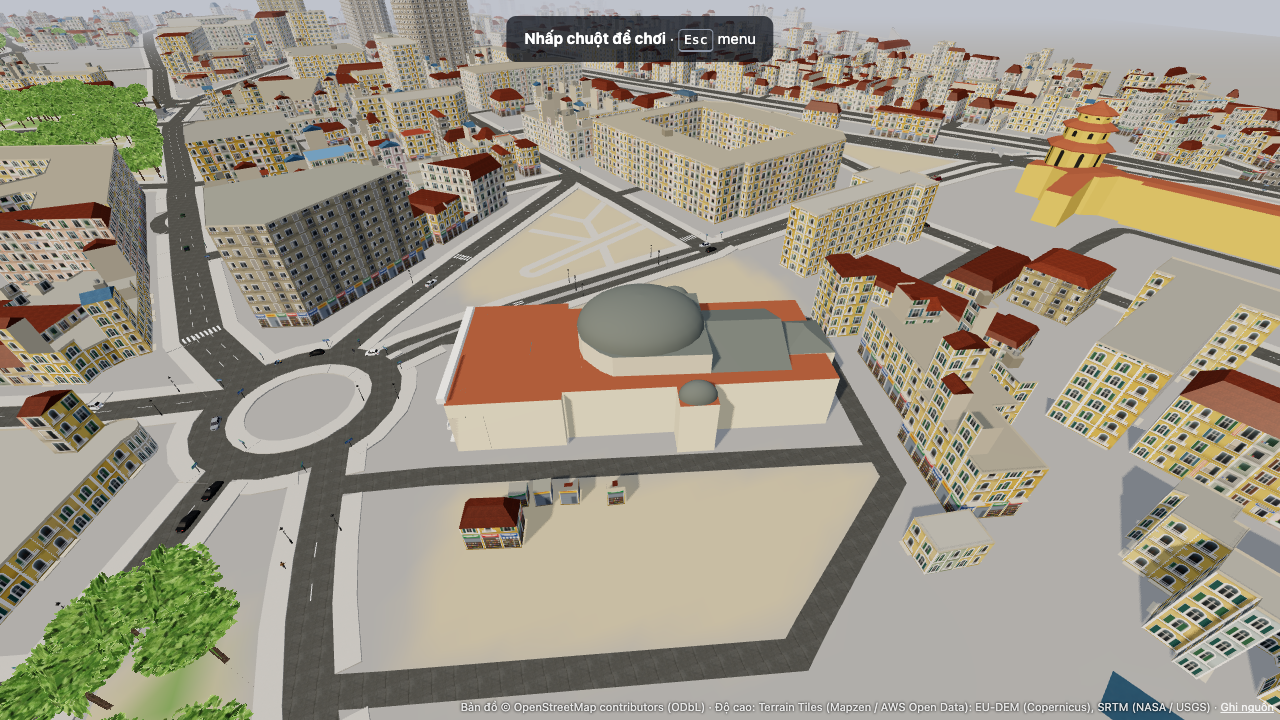 Nhấp chuột để chơi · Esc menu
Bản đồ © OpenStreetMap contributors (ODbL) · Độ cao: Terrain Tiles (Mapzen / AWS Open Data): EU-DEM (Copernicus), SRTM (NASA / USGS) · Ghi nguồn